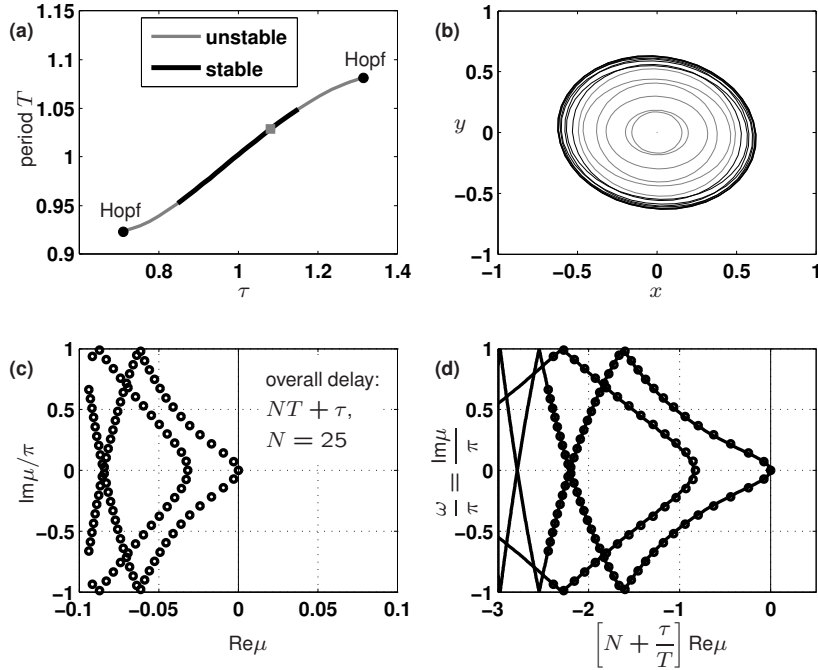 (a)
1.15
1.1
1.05
1
0.95
0.9
period T
unstable
stable
Hopf
Hopf
0.8 1 1.2 1.4
τ
(b)
1
0.5
y 0
−0.5
−1
−1 −0.5 0 0.5 1
x
(c)
1
0.5
0
−0.5
−1
Imμ/π
overall delay:
NT + τ,
N = 25
−0.1 −0.05 0 0.05 0.1
Reμ
(d)
1
0.5
0
−0.5
−1
ω/π = Imμ/π
−3 −2 −1 0
[N + τ/T] Reμ